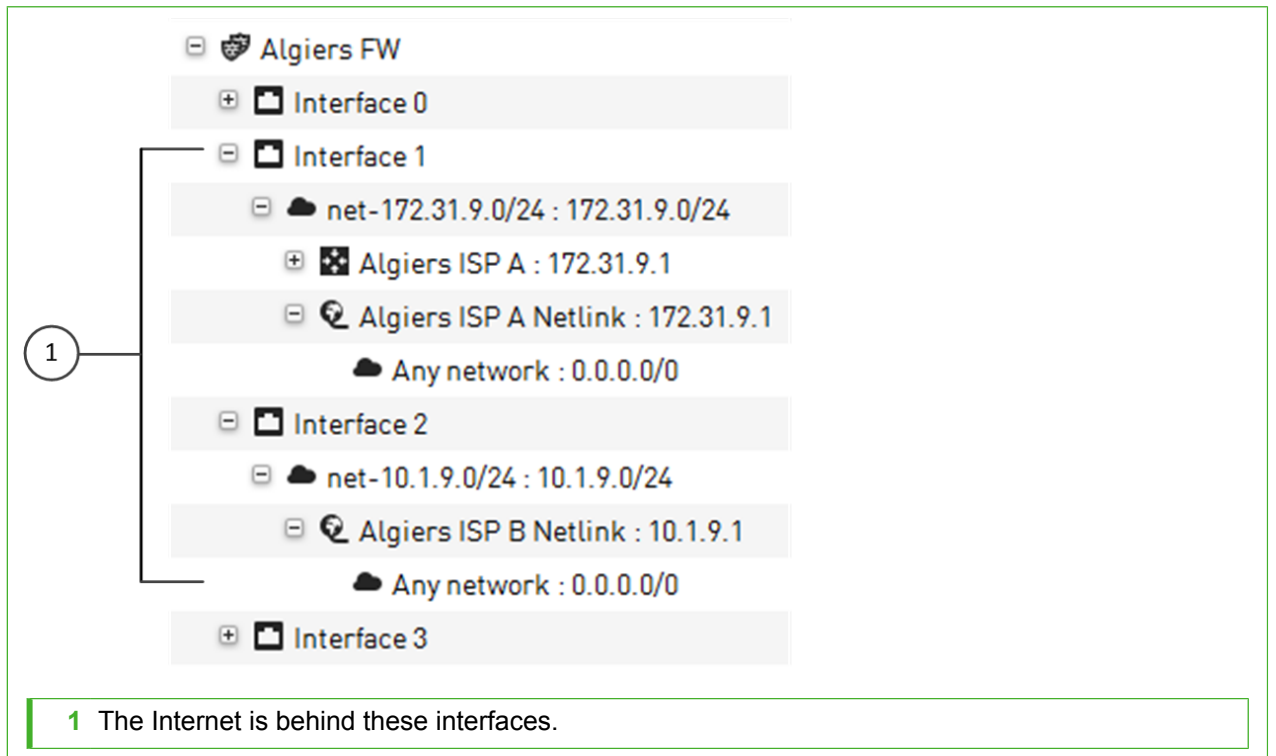 Algiers FW
Interface 0
Interface 1
net-172.31.9.0/24 : 172.31.9.0/24
Algiers ISP A : 172.31.9.1
Algiers ISP A Netlink : 172.31.9.1
1
Any network : 0.0.0.0/0
Interface 2
net-10.1.9.0/24 : 10.1.9.0/24
Algiers ISP B Netlink : 10.1.9.1
Any network : 0.0.0.0/0
Interface 3
1 The Internet is behind these interfaces.